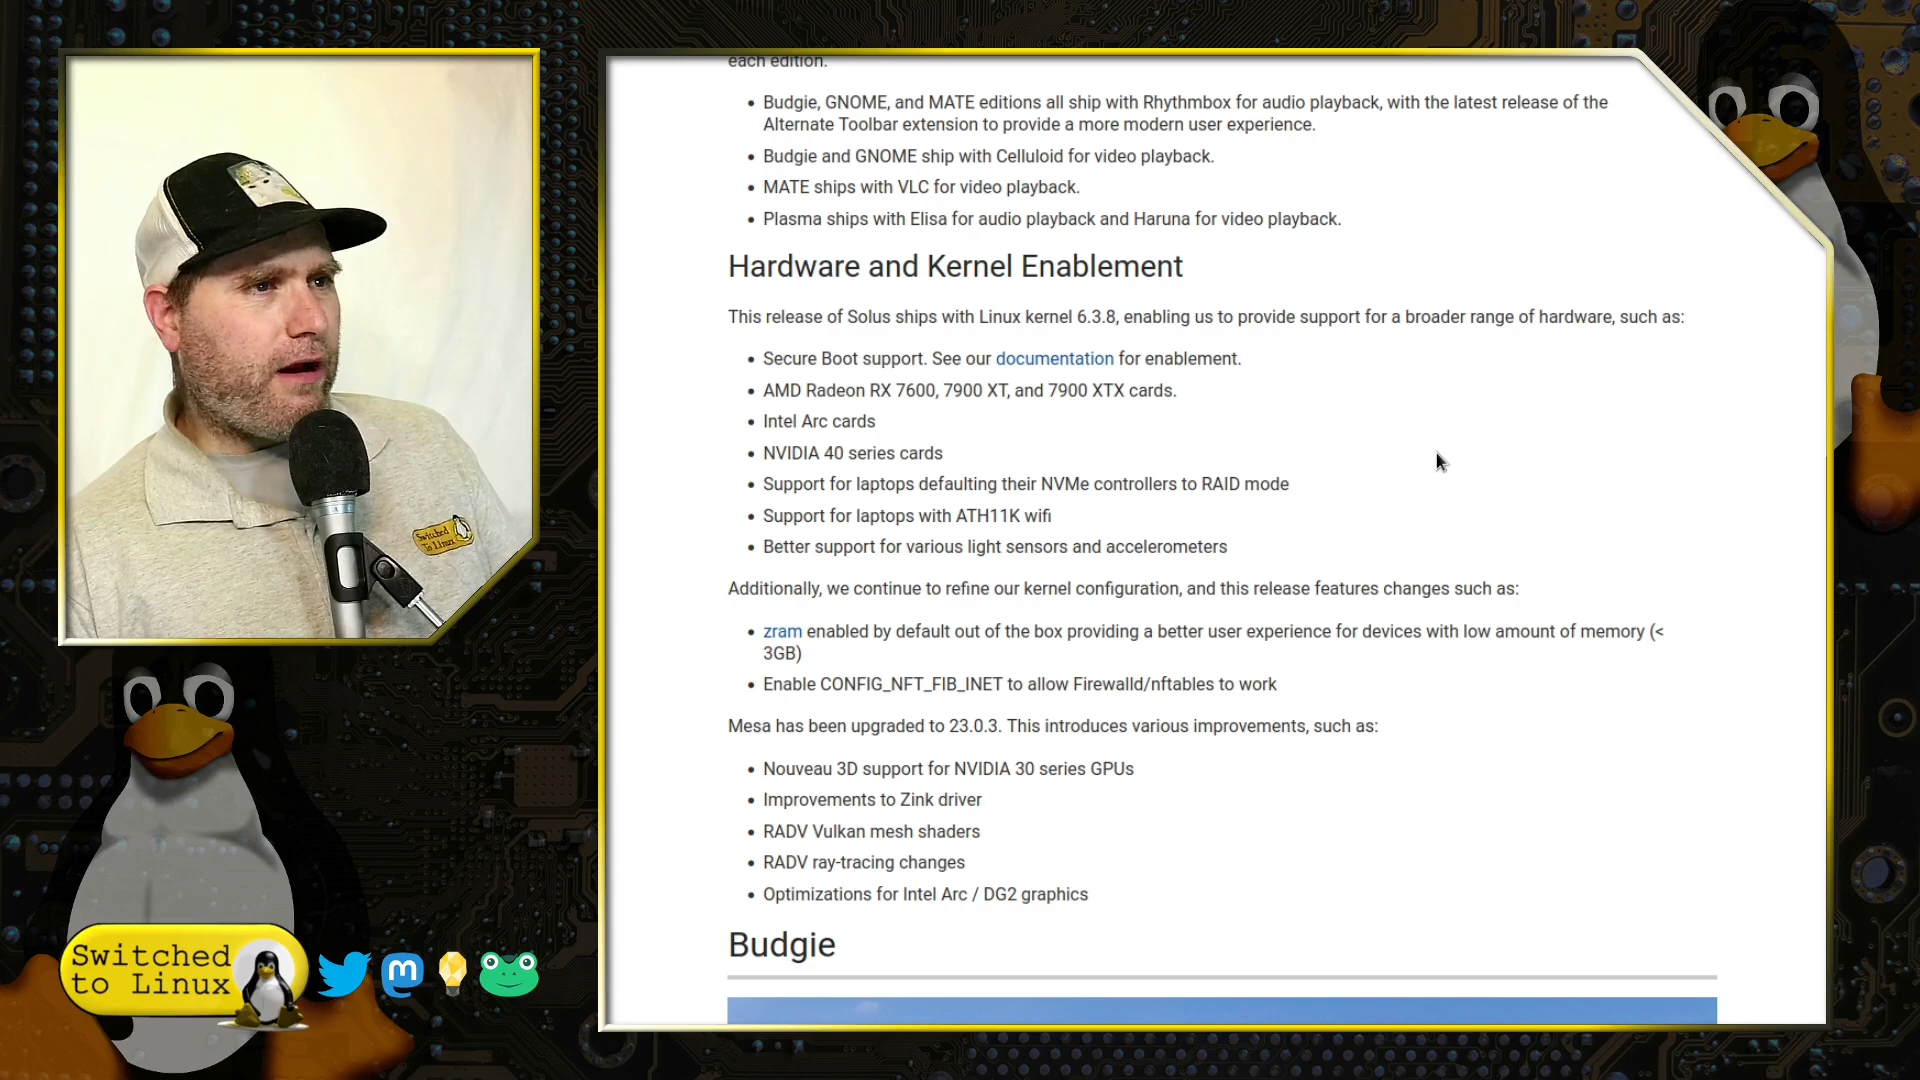 each edition.
Budgie, GNOME, and MATE editions all ship with Rhythmbox for audio playback, with the latest release of the
Alternate Toolbar extension to provide a more modern user experience.
Budgie and GNOME ship with Celluloid for video playback.
MATE ships with VLC for video playback.
Plasma ships with Elisa for audio playback and Haruna for video playback.
Hardware and Kernel Enablement
This release of Solus ships with Linux kernel 6.3.8, enabling us to provide support for a broader range of hardware, such as:
Secure Boot support. See our documentation for enablement.
AMD Radeon RX 7600, 7900 XT, and 7900 XTX cards.
Intel Arc cards
NVIDIA 40 series cards
Support for laptops defaulting their NVMe controllers to RAID mode
Support for laptops with ATH11K wifi
Better support for various light sensors and accelerometers
Additionally, we continue to refine our kernel configuration, and this release features changes such as:
zram enabled by default out of the box providing a better user experience for devices with low amount of memory (<
3GB)
Enable CONFIG_NFT_FIB_INET to allow Firewalld/nftables to work
Mesa has been upgraded to 23.0.3. This introduces various improvements, such as:
Nouveau 3D support for NVIDIA 30 series GPUs
Improvements to Zink driver
RADV Vulkan mesh shaders
RADV ray-tracing changes
Optimizations for Intel Arc / DG2 graphics
Budgie
Switched
To Linux
Switched
to Linux
m